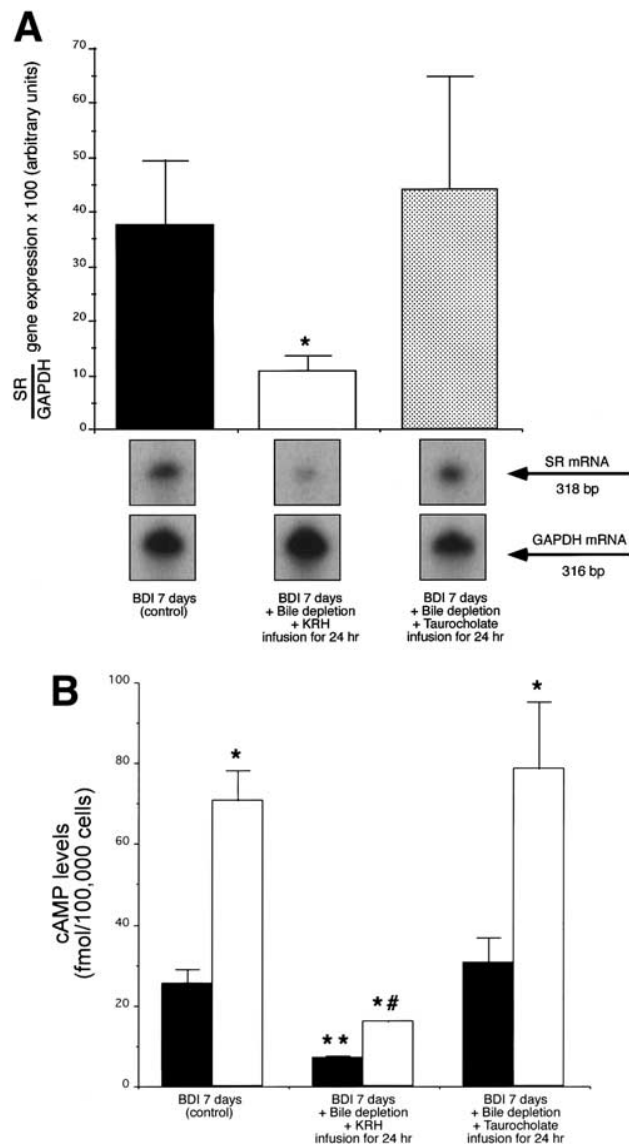 A
SR
GAPDH
gene expression x 100 (arbitrary units)
70
60
50
40
30
20
10
0
*
SR mRNA
318 bp
GAPDH mRNA
316 bp
BDI 7 days
(control)
BDI 7 days
+ Bile depletion
+ KRH
infusion for 24 hr
BDI 7 days
+ Bile depletion
+ Taurocholate
infusion for 24 hr
B
cAMP levels
(fmol/100,000 cells)
100
80
60
40
20
0
*
**
*#
*
BDI 7 days
(control)
BDI 7 days
+ Bile depletion
+ KRH
infusion for 24 hr
BDI 7 days
+ Bile depletion
+ Taurocholate
infusion for 24 hr